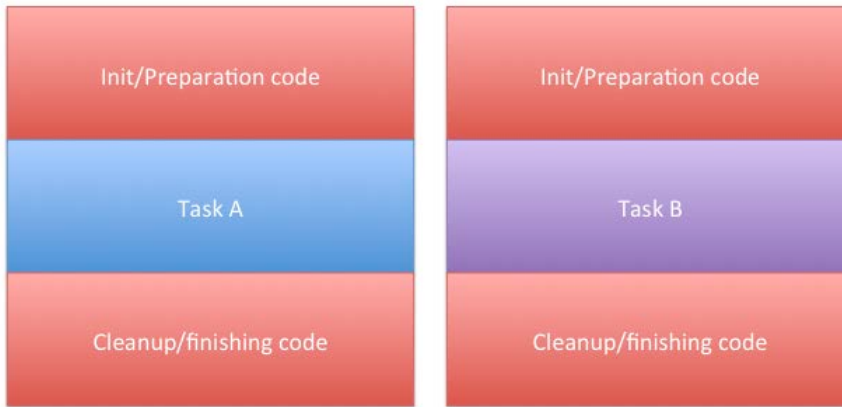 Init/Preparation code
Init/Preparation code
Task A
Task B
Cleanup/finishing code
Cleanup/finishing code